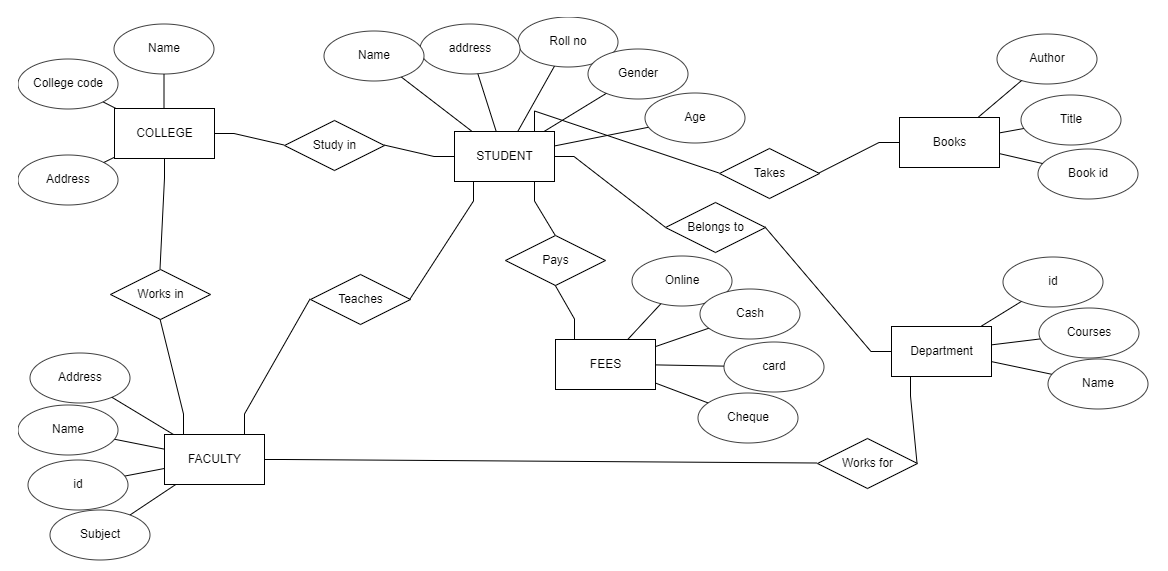 Name
College code
COLLEGE
Address
Study in
Name
address
Roll no
Gender
Age
STUDENT
Takes
Books
Author
Title
Book id
Belongs to
Works in
Teaches
Pays
Online
Cash
card
Cheque
FEES
id
Courses
Name
Department
Address
Name
id
Subject
FACULTY
Works for